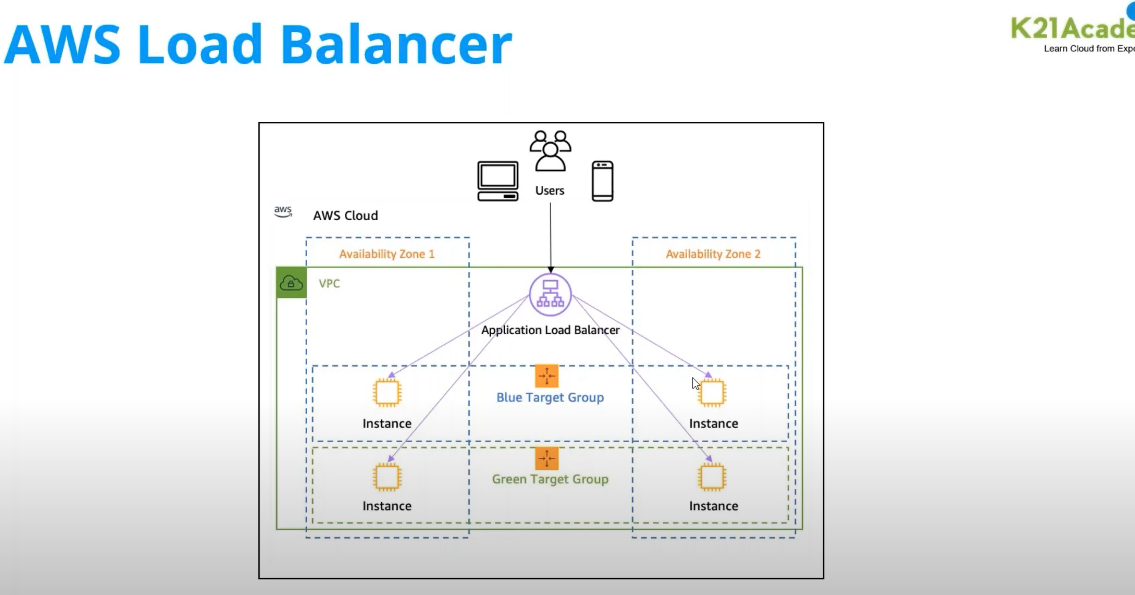 AWS Load Balancer
K21Acade
Learn Cloud from Expe
Users
aws
AWS Cloud
Availability Zone 1
Availability Zone 2
VPC
Application Load Balancer
Blue Target Group
Instance
Instance
Green Target Group
Instance
Instance